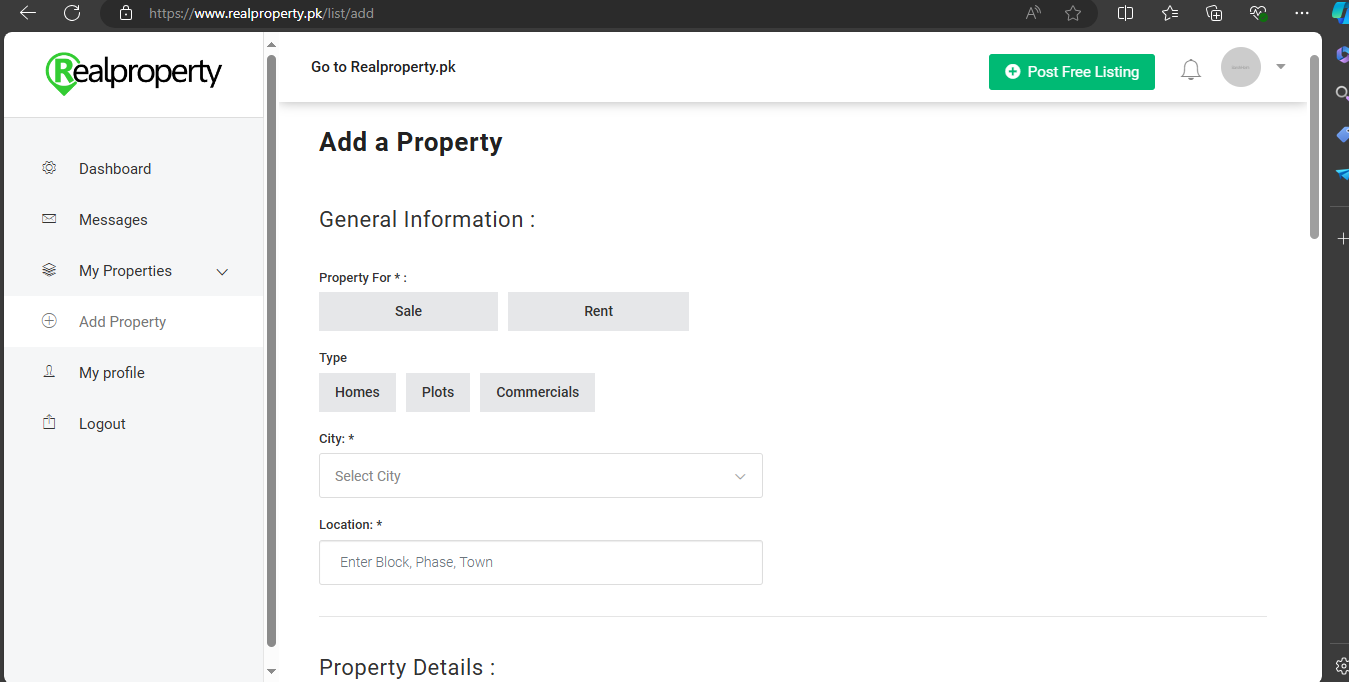 https://www.realproperty.pk/list/add
Realproperty
Go to Realproperty.pk
Post Free Listing
Dashboard
Messages
My Properties
Add Property
My profile
Logout
Add a Property
General Information :
Property For * :
Sale Rent
Type
Homes Plots Commercials
City: *
Select City
Location: *
Enter Block, Phase, Town
Property Details :